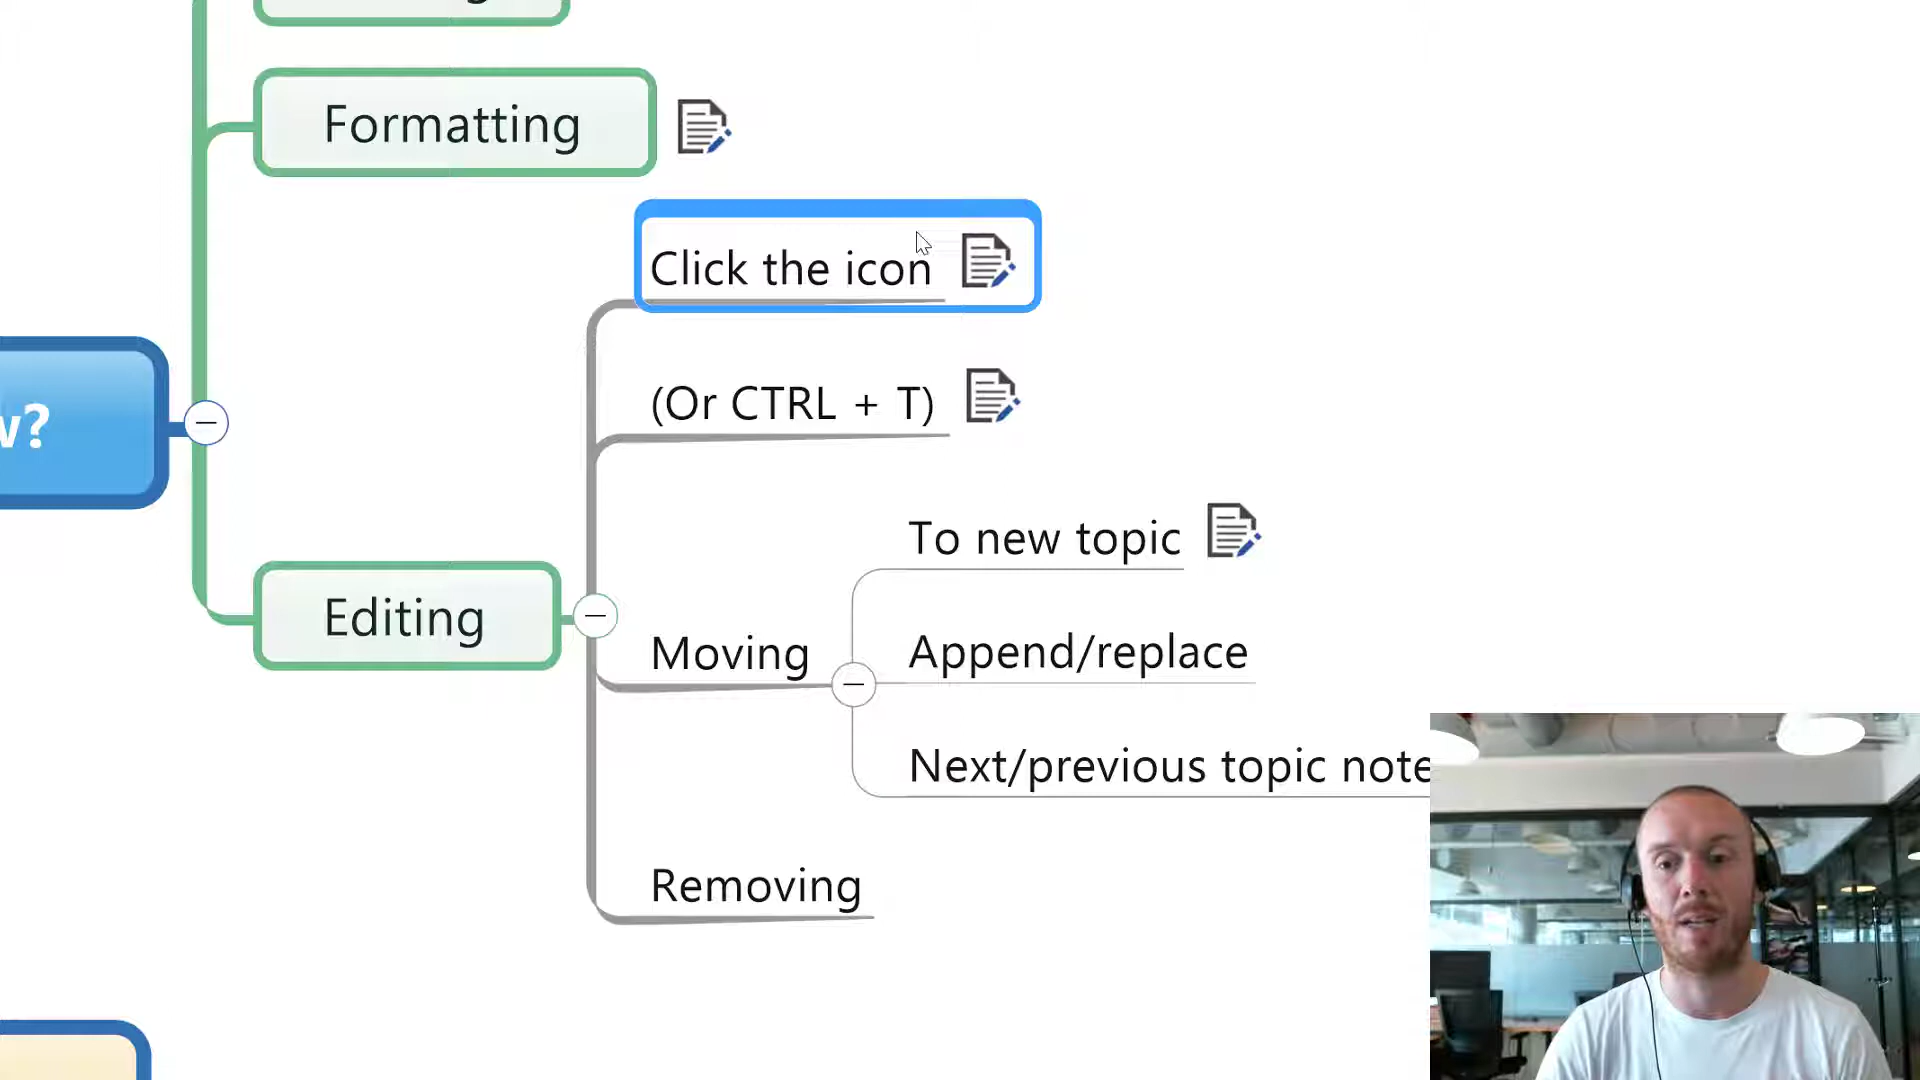 Formatting
Click the icon
(Or CTRL + T)
To new topic
w?
Editing
Moving
Append/replace
Next/previous topic note
Removing